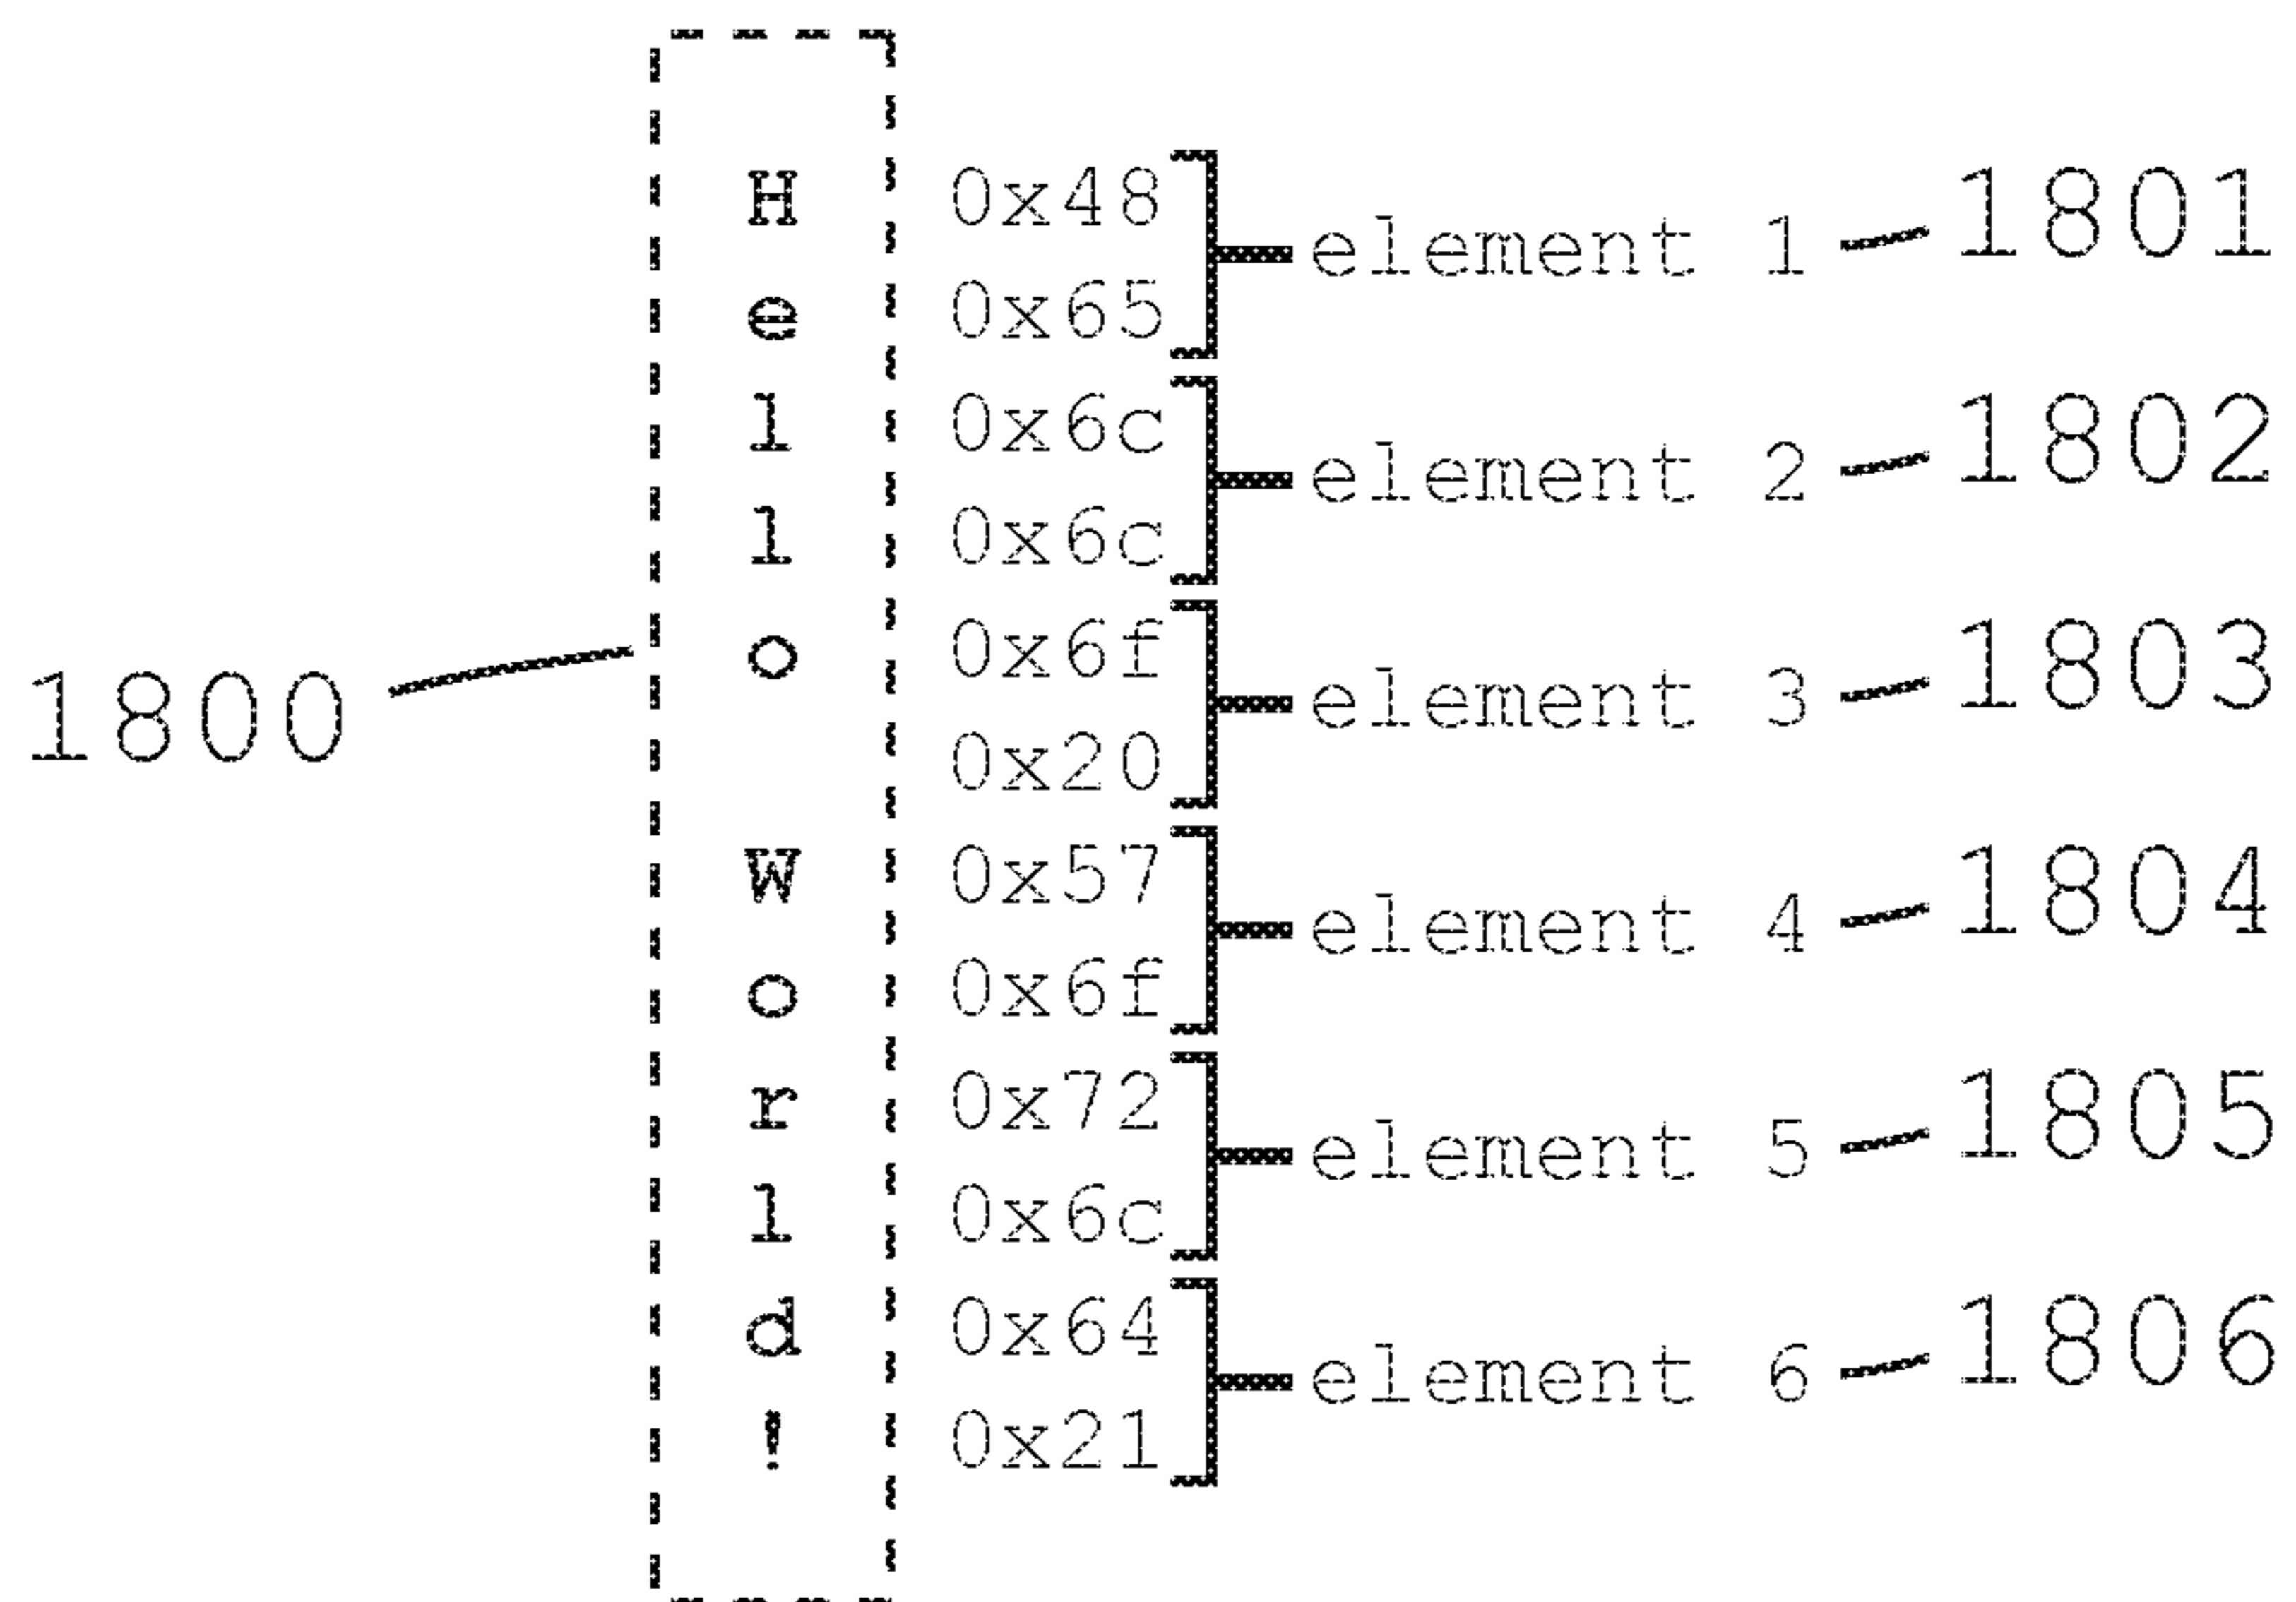 H 0x48
element 1 1801
e 0x65
l 0x6c
element 2 1802
l 0x6c
1800
o 0x6f
element 3 1803
0x20
W 0x57
element 4 1804
o 0x6f
r 0x72
element 5 1805
l 0x6c
d 0x64
element 6 1806
! 0x21